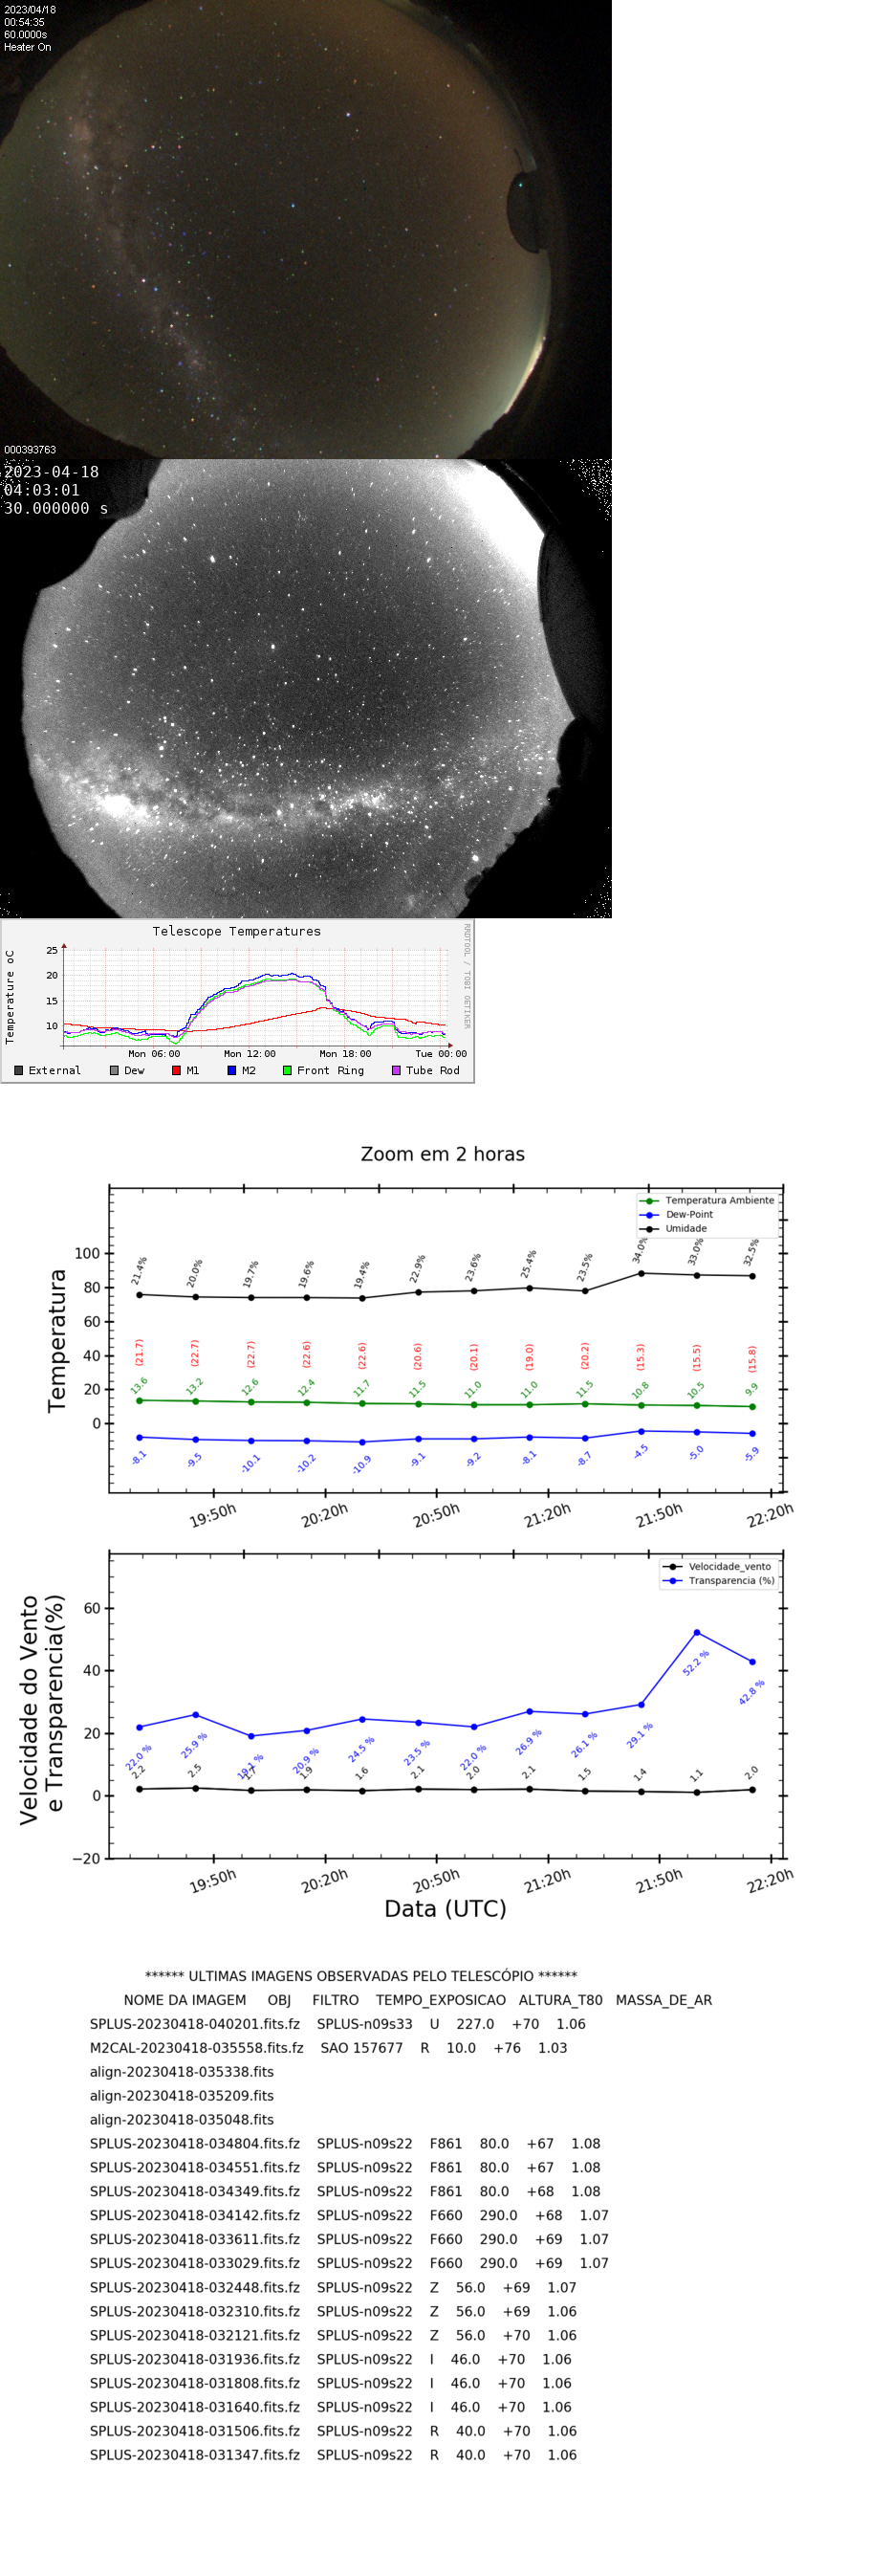 2023/04/18
00:54:35
60.0000s
Heater On
000393763
2023-04-18
04:03:01
30.000000 s
Telescope Temperatures
RRDTOOL / TOBI OETIKER
Temperature oC
25
20
15
10
Mon 06:00 Mon 12:00 Mon 18:00 Tue 00:00
External Dew M1 M2 Front Ring Tube Rod
Zoom em 2 horas
Temperatura Ambiente
Dew-Point
Umidade
Temperatura
100
80
60
40
20
0
21.4% 20.0% 19.7% 19.6% 19.4% 22.9% 23.6% 25.4% 23.5% 34.0% 33.0% 32.5%
(21.7) (22.7) (22.7) (22.6) (22.6) (20.6) (20.1) (19.0) (20.2) (15.3) (15.5) (15.8)
13.6 13.2 12.6 12.4 11.7 11.5 11.0 11.0 11.5 10.8 10.5 9.9
-8.1 -9.5 -10.1 -10.2 -10.9 -9.1 -9.2 -8.1 -8.7 -4.5 -5.0 -5.9
19:50h 20:20h 20:50h 21:20h 21:50h 22:20h
Velocidade_vento
Transparencia (%)
Velocidade do Vento
e Transparencia(%)
60
40
20
0
−20
22.0 % 25.9 % 19.1 % 20.9 % 24.5 % 23.5 % 22.0 % 26.9 % 26.1 % 29.1 % 52.2 % 42.8 %
2.2 2.5 1.7 1.9 1.6 2.1 2.0 2.1 1.5 1.4 1.1 2.0
19:50h 20:20h 20:50h 21:20h 21:50h 22:20h
Data (UTC)
****** ULTIMAS IMAGENS OBSERVADAS PELO TELESCÓPIO ******
NOME DA IMAGEM OBJ FILTRO TEMPO_EXPOSICAO ALTURA_T80 MASSA_DE_AR
SPLUS-20230418-040201.fits.fz SPLUS-n09s33 U 227.0 +70 1.06
M2CAL-20230418-035558.fits.fz SAO 157677 R 10.0 +76 1.03
align-20230418-035338.fits
align-20230418-035209.fits
align-20230418-035048.fits
SPLUS-20230418-034804.fits.fz SPLUS-n09s22 F861 80.0 +67 1.08
SPLUS-20230418-034551.fits.fz SPLUS-n09s22 F861 80.0 +67 1.08
SPLUS-20230418-034349.fits.fz SPLUS-n09s22 F861 80.0 +68 1.08
SPLUS-20230418-034142.fits.fz SPLUS-n09s22 F660 290.0 +68 1.07
SPLUS-20230418-033611.fits.fz SPLUS-n09s22 F660 290.0 +69 1.07
SPLUS-20230418-033029.fits.fz SPLUS-n09s22 F660 290.0 +69 1.07
SPLUS-20230418-032448.fits.fz SPLUS-n09s22 Z 56.0 +69 1.07
SPLUS-20230418-032310.fits.fz SPLUS-n09s22 Z 56.0 +69 1.06
SPLUS-20230418-032121.fits.fz SPLUS-n09s22 Z 56.0 +70 1.06
SPLUS-20230418-031936.fits.fz SPLUS-n09s22 I 46.0 +70 1.06
SPLUS-20230418-031808.fits.fz SPLUS-n09s22 I 46.0 +70 1.06
SPLUS-20230418-031640.fits.fz SPLUS-n09s22 I 46.0 +70 1.06
SPLUS-20230418-031506.fits.fz SPLUS-n09s22 R 40.0 +70 1.06
SPLUS-20230418-031347.fits.fz SPLUS-n09s22 R 40.0 +70 1.06